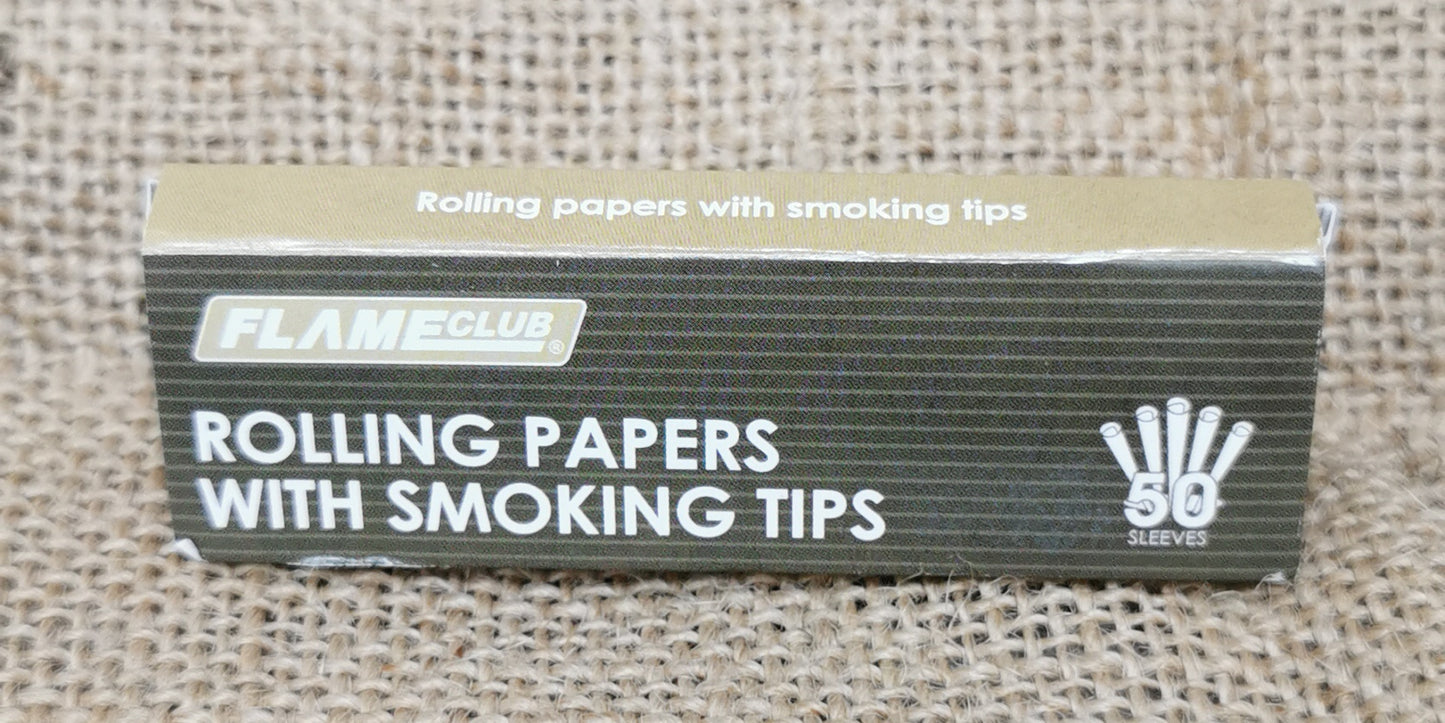 Rolling papers with smoking tips
FLAMECLUB®
ROLLING PAPERS
WITH SMOKING TIPS
50
SLEEVES